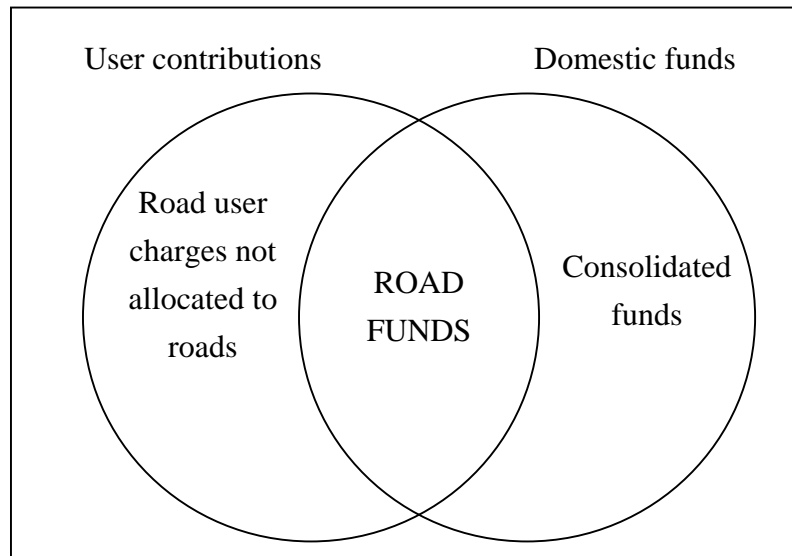 User contributions
Domestic funds
Road user
charges not
allocated to
roads
ROAD
FUNDS
Consolidated
funds